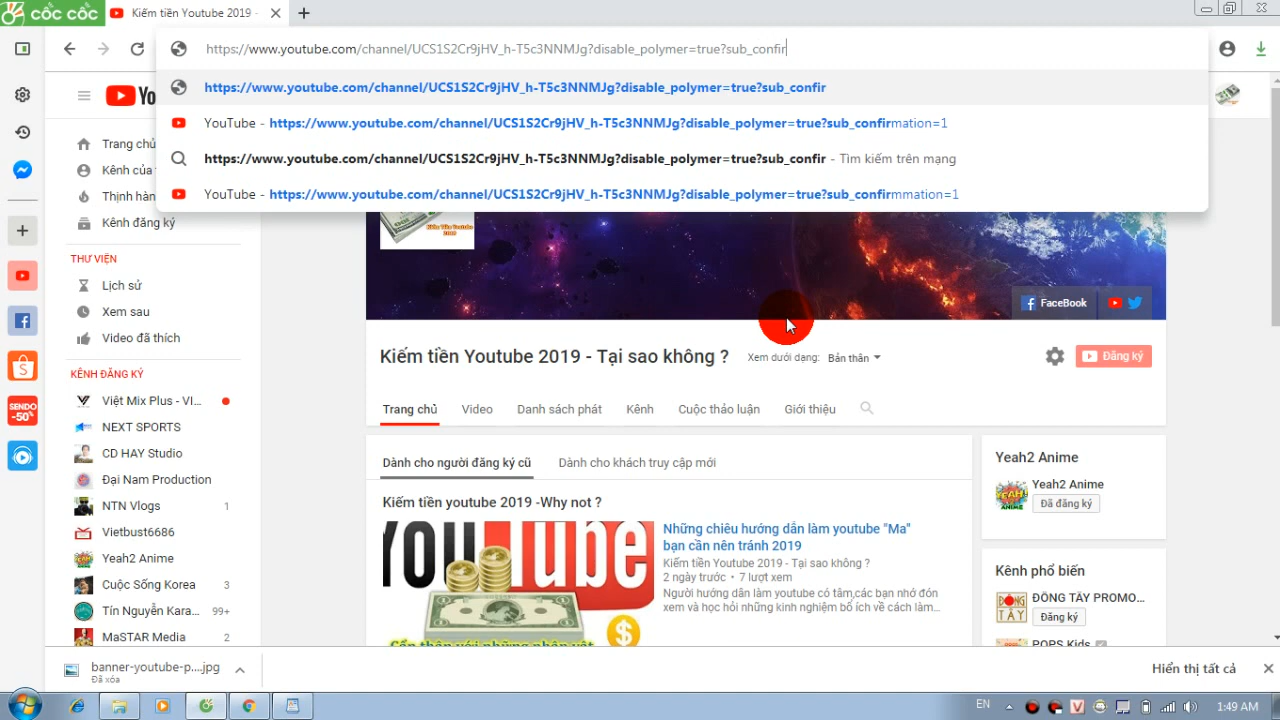 cốc cốc
Kiếm tiền Youtube 2019 -
https://www.youtube.com/channel/UCS1S2Cr9jHV_h-T5c3NNMJg?disable_polymer=true?sub_confir
https://www.youtube.com/channel/UCS1S2Cr9jHV_h-T5c3NNMJg?disable_polymer=true?sub_confir
YouTube - https://www.youtube.com/channel/UCS1S2Cr9jHV_h-T5c3NNMJg?disable_polymer=true?sub_confirmation=1
https://www.youtube.com/channel/UCS1S2Cr9jHV_h-T5c3NNMJg?disable_polymer=true?sub_confir - Tìm kiếm trên mạng
YouTube - https://www.youtube.com/channel/UCS1S2Cr9jHV_h-T5c3NNMJg?disable_polymer=true?sub_confirmmation=1
Trang chủ
Kênh của
Thịnh hàn
Kênh đăng ký
THƯ VIỆN
Lịch sử
Xem sau
Video đã thích
KÊNH ĐĂNG KÝ
Việt Mix Plus - VI...
NEXT SPORTS
CD HAY Studio
Đại Nam Production
NTN Vlogs 1
Vietbust6686
Yeah2 Anime
Cuộc Sống Korea 3
Tín Nguyễn Kara... 99+
MaSTAR Media 2
SENDO
-50%
Kiếm Tiền Youtube
2019
FaceBook
Kiếm tiền Youtube 2019 - Tại sao không ?
Xem dưới dạng: Bản thân
Đăng ký
Trang chủ Video Danh sách phát Kênh Cuộc thảo luận Giới thiệu
Dành cho người đăng ký cũ Dành cho khách truy cập mới
Kiếm tiền youtube 2019 -Why not ?
YOUTube
Những chiêu hướng dẫn làm youtube "Ma"
bạn cần nên tránh 2019
Kiếm tiền Youtube 2019 - Tại sao không ?
2 ngày trước • 7 lượt xem
Người hướng dẫn làm youtube có tâm,các bạn nhớ đón
xem và học hỏi những kinh nghiệm bổ ích về cách làm...
Yeah2 Anime
Yeah2 Anime
Đã đăng ký
Kênh phổ biến
ĐÔNG TÂY PROMO...
Đăng ký
POPS Kids
banner-youtube-p....jpg
Đã xóa
Hiển thị tất cả
EN
1:49 AM